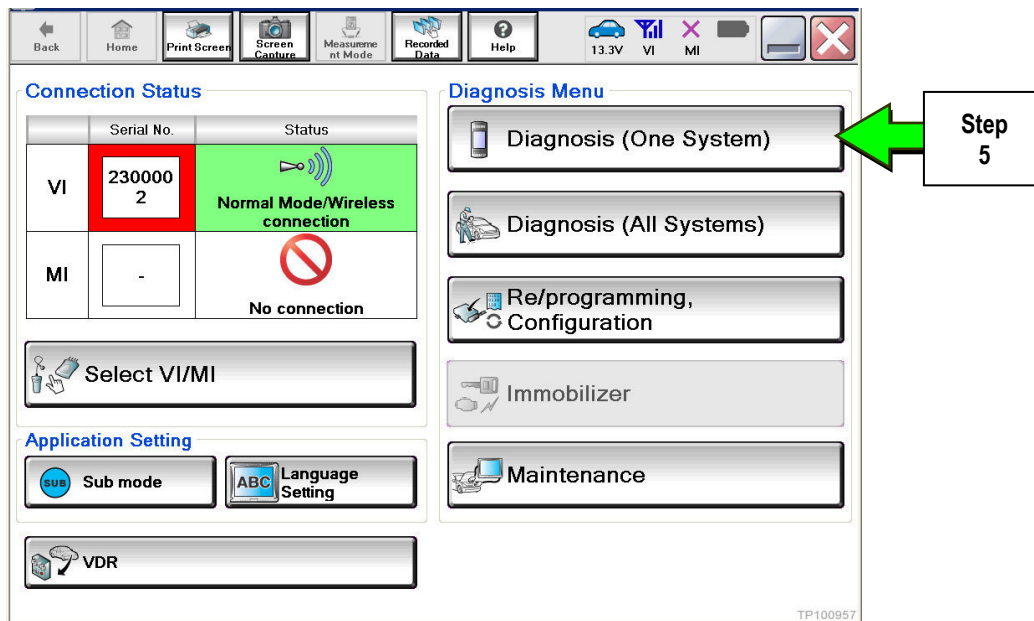 Back
Home
Print Screen
Screen
Capture
Measureme
nt Mode
Recorded
Data
Help
13.3V
VI
MI
Connection Status
Serial No.
Status
VI
230000
2
Normal Mode/Wireless
connection
MI
-
No connection
Select VI/MI
Application Setting
SUB
Sub mode
ABC
Language
Setting
VDR
Diagnosis Menu
Diagnosis (One System)
Diagnosis (All Systems)
Re/programming,
Configuration
Immobilizer
Maintenance
Step
5
TP100957